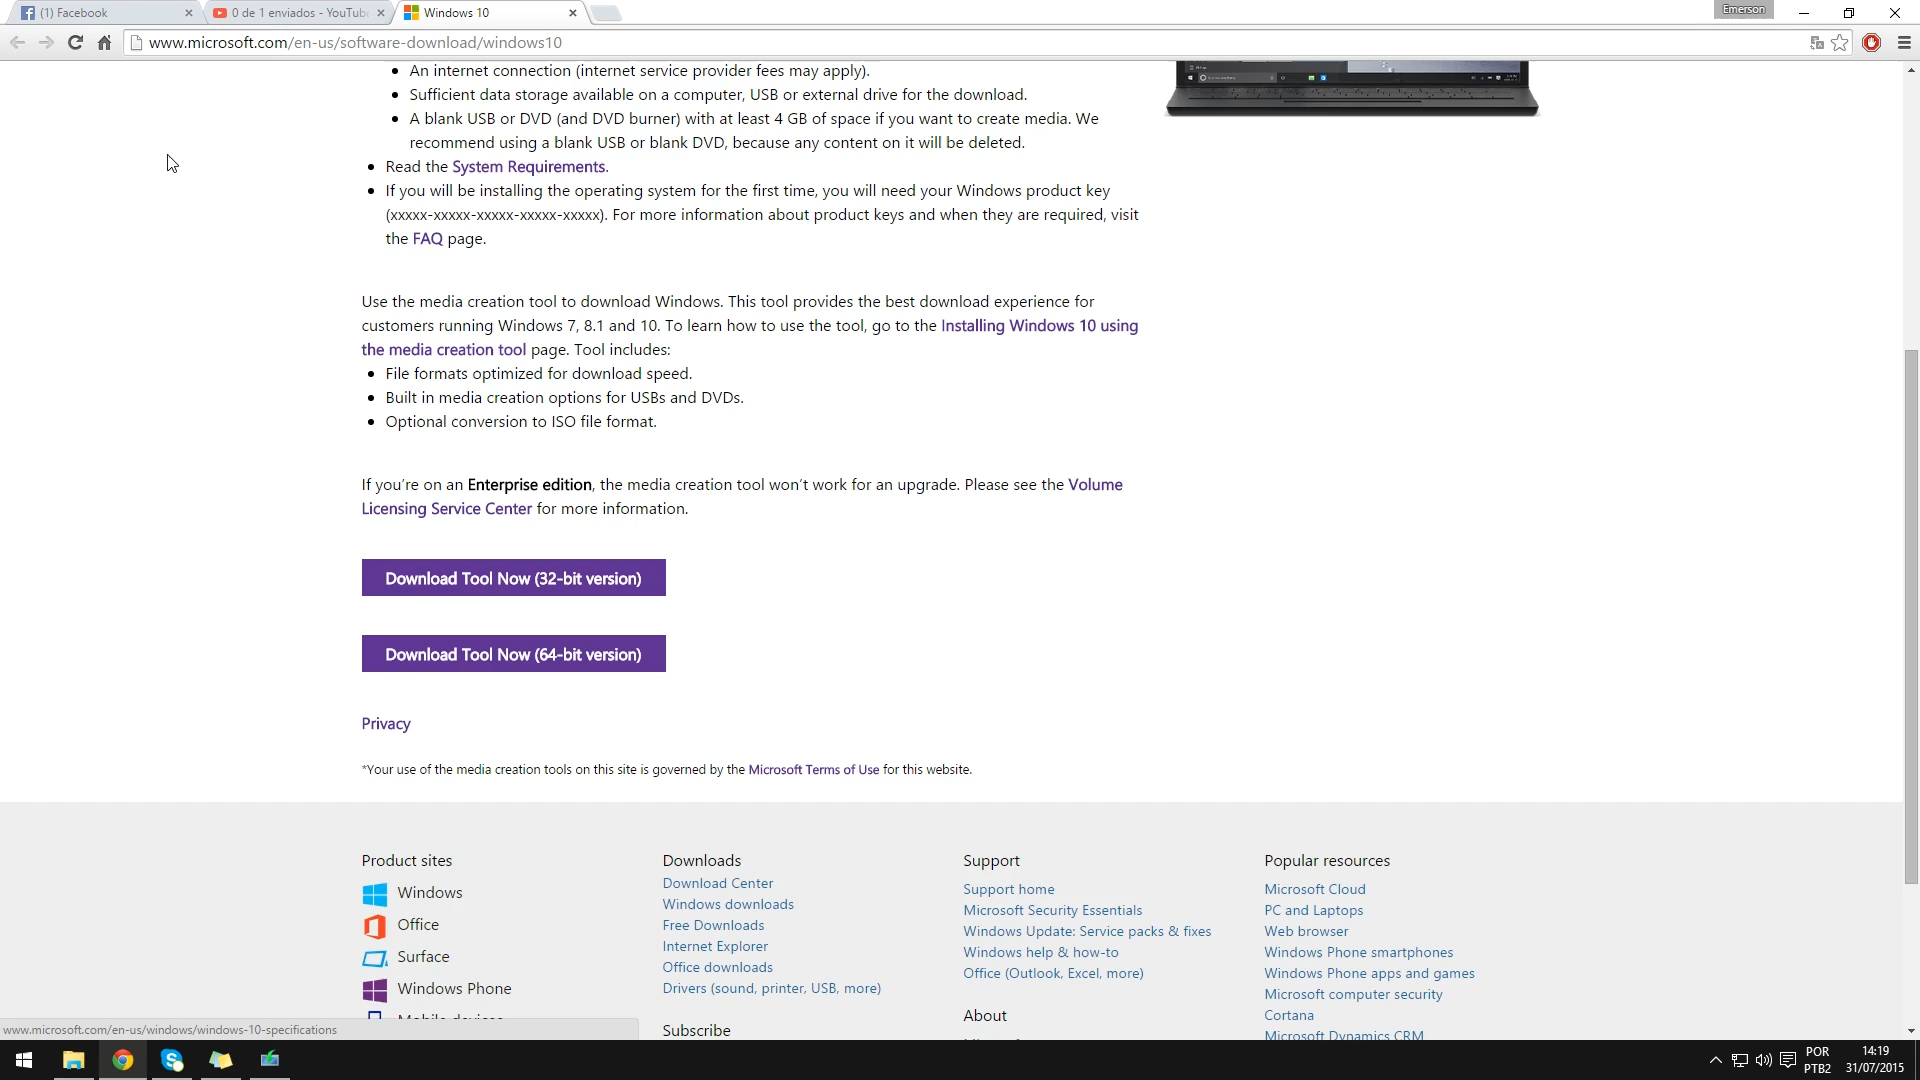 (1) Facebook
0 de 1 enviados - YouTub
Windows 10
Emerson
www.microsoft.com/en-us/software-download/windows10
An internet connection (internet service provider fees may apply).
Sufficient data storage available on a computer, USB or external drive for the download.
A blank USB or DVD (and DVD burner) with at least 4 GB of space if you want to create media. We
recommend using a blank USB or blank DVD, because any content on it will be deleted.
Read the System Requirements.
If you will be installing the operating system for the first time, you will need your Windows product key
(xxxxx-xxxxx-xxxxx-xxxxx-xxxxx). For more information about product keys and when they are required, visit
the FAQ page.
Use the media creation tool to download Windows. This tool provides the best download experience for
customers running Windows 7, 8.1 and 10. To learn how to use the tool, go to the Installing Windows 10 using
the media creation tool page. Tool includes:
File formats optimized for download speed.
Built in media creation options for USBs and DVDs.
Optional conversion to ISO file format.
If you're on an Enterprise edition, the media creation tool won't work for an upgrade. Please see the Volume
Licensing Service Center for more information.
Download Tool Now (32-bit version)
Download Tool Now (64-bit version)
Privacy
*Your use of the media creation tools on this site is governed by the Microsoft Terms of Use for this website.
Product sites
Windows
Office
Surface
Windows Phone
Mobile devices
Downloads
Download Center
Windows downloads
Free Downloads
Internet Explorer
Office downloads
Drivers (sound, printer, USB, more)
Subscribe
Support
Support home
Microsoft Security Essentials
Windows Update: Service packs & fixes
Windows help & how-to
Office (Outlook, Excel, more)
About
Popular resources
Microsoft Cloud
PC and Laptops
Web browser
Windows Phone smartphones
Windows Phone apps and games
Microsoft computer security
Cortana
Microsoft Dynamics CRM
www.microsoft.com/en-us/windows/windows-10-specifications
POR
PTB2
14:19
31/07/2015